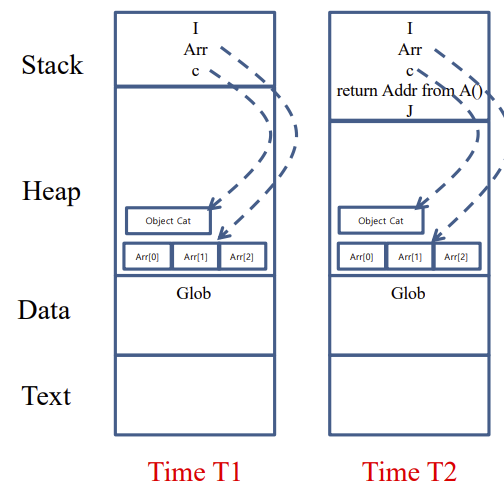 Stack
Heap
Data
Text
I
Arr
c
Object Cat
Arr[0] Arr[1] Arr[2]
Glob
Time T1
I
Arr
c
return Addr from A()
J
Object Cat
Arr[0] Arr[1] Arr[2]
Glob
Time T2